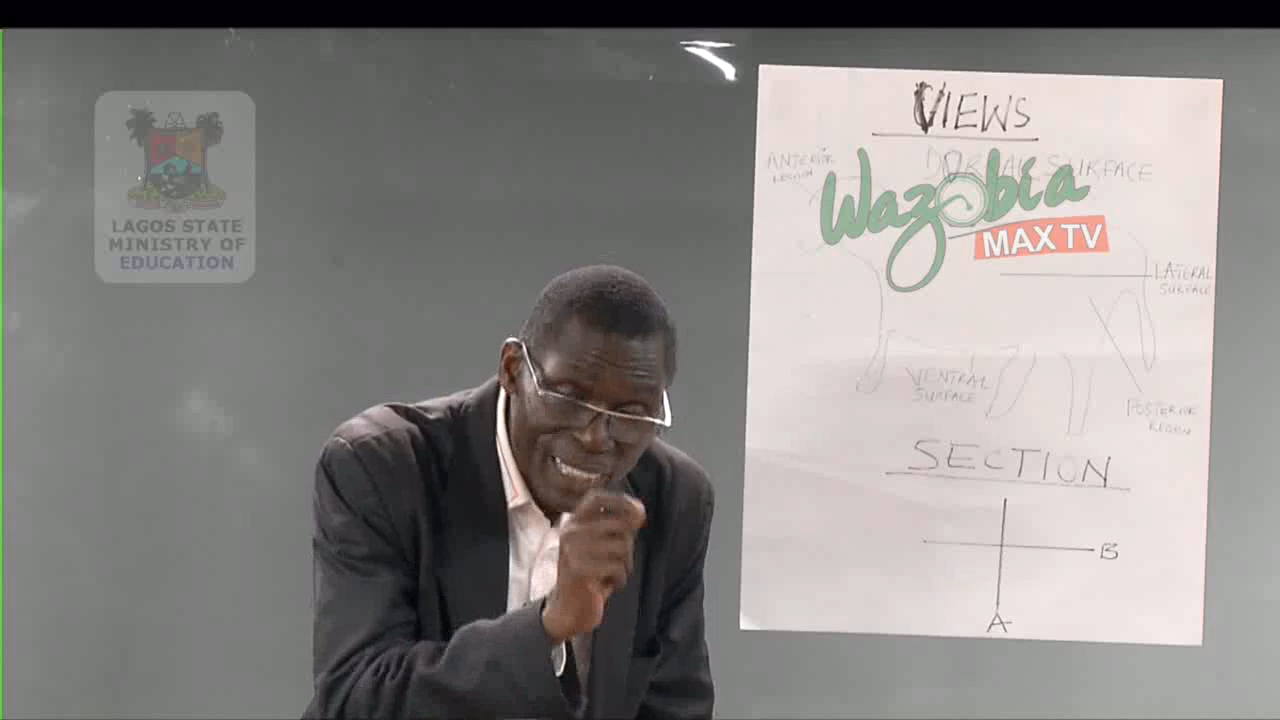 LAGOS STATE
MINISTRY OF
EDUCATION
VIEWS
ANTERIOR
REGION
DORSAL SURFACE
Wazobia
MAX TV
LATERAL
SURFACE
VENTRAL
SURFACE
POSTERIOR
REGION
SECTION
B
A